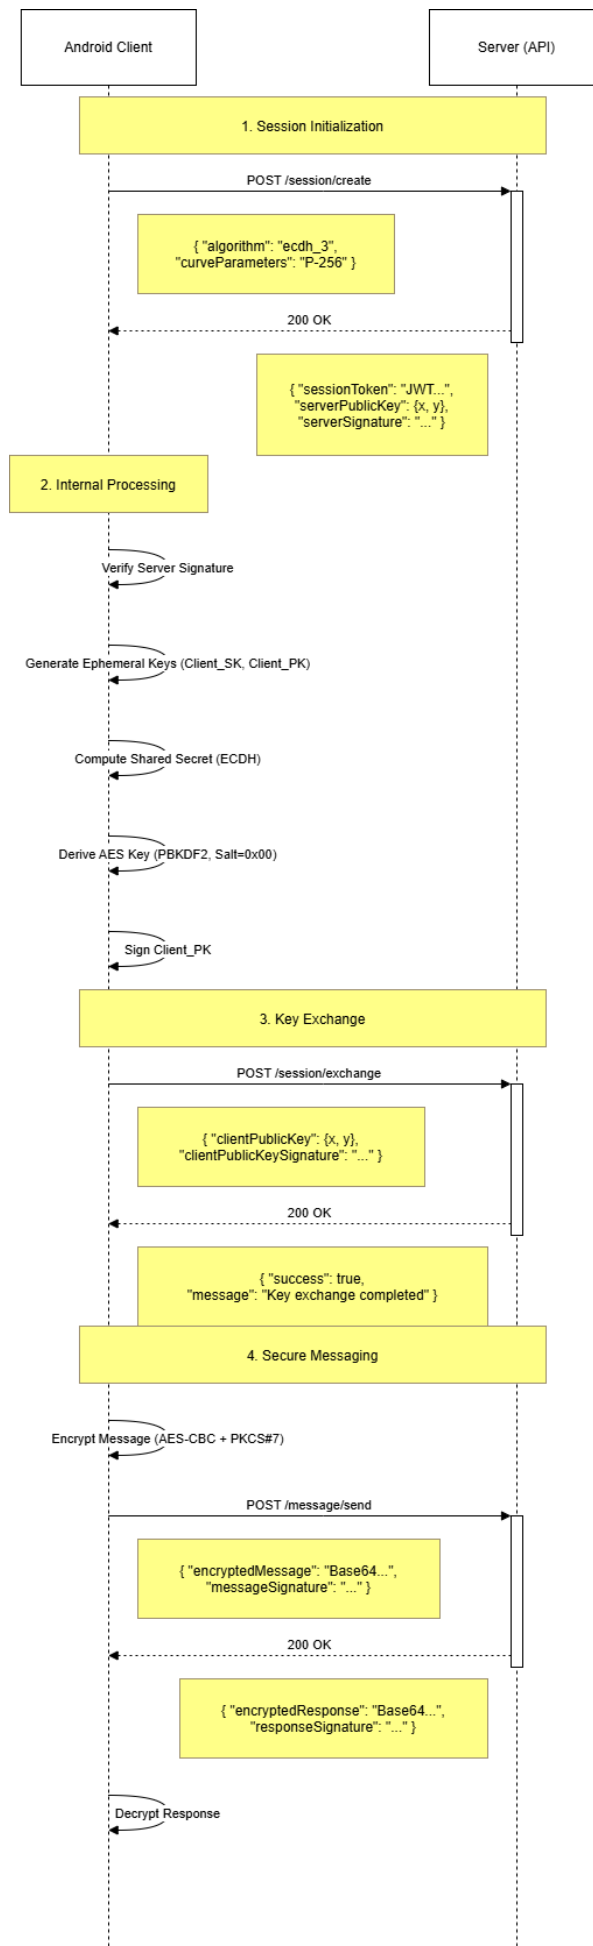 Android Client
Server (API)
1. Session Initialization
POST /session/create
{ "algorithm": "ecdh_3",
"curveParameters": "P-256" }
200 OK
{ "sessionToken": "JWT...",
"serverPublicKey": {x, y},
"serverSignature": "..." }
2. Internal Processing
Verify Server Signature
Generate Ephemeral Keys (Client_SK, Client_PK)
Compute Shared Secret (ECDH)
Derive AES Key (PBKDF2, Salt=0x00)
Sign Client_PK
3. Key Exchange
POST /session/exchange
{ "clientPublicKey": {x, y},
"clientPublicKeySignature": "..." }
200 OK
{ "success": true,
"message": "Key exchange completed" }
4. Secure Messaging
Encrypt Message (AES-CBC + PKCS#7)
POST /message/send
{ "encryptedMessage": "Base64...",
"messageSignature": "..." }
200 OK
{ "encryptedResponse": "Base64...",
"responseSignature": "..." }
Decrypt Response